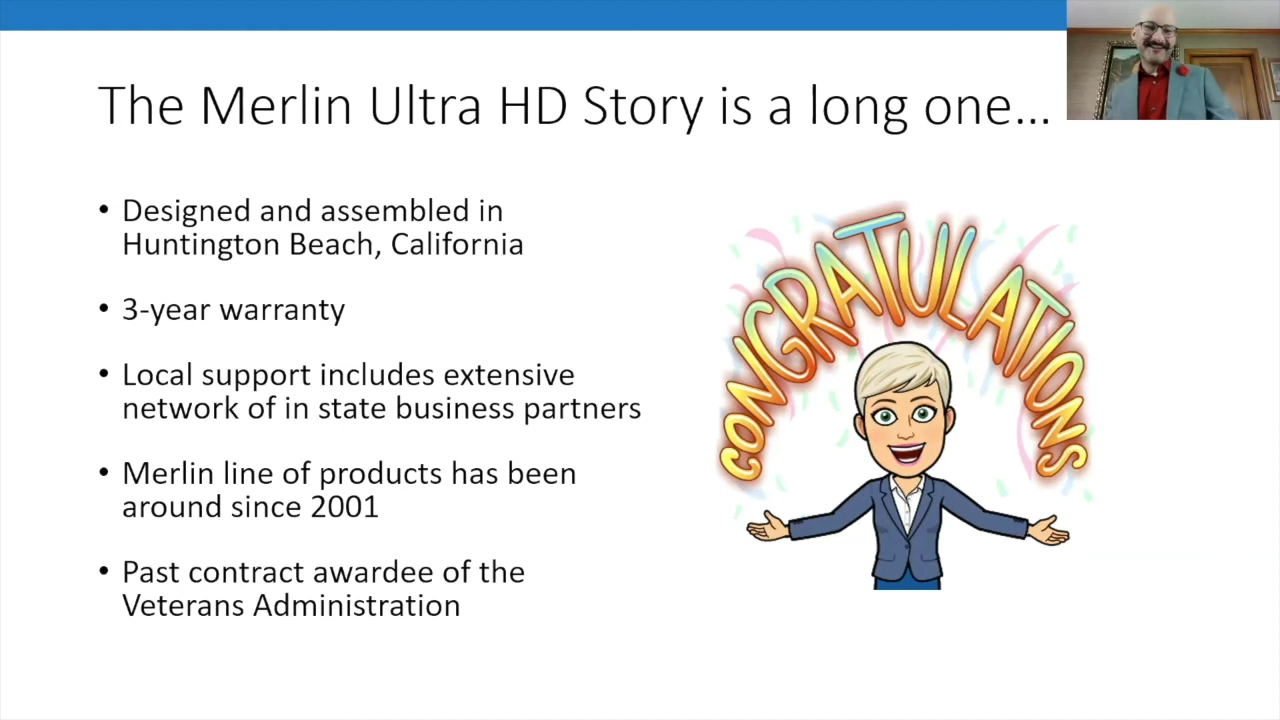 The Merlin Ultra HD Story is a long one...
• Designed and assembled in
Huntington Beach, California
• 3-year warranty
• Local support includes extensive
network of in state business partners
• Merlin line of products has been
around since 2001
• Past contract awardee of the
Veterans Administration
CONGRATULATIONS